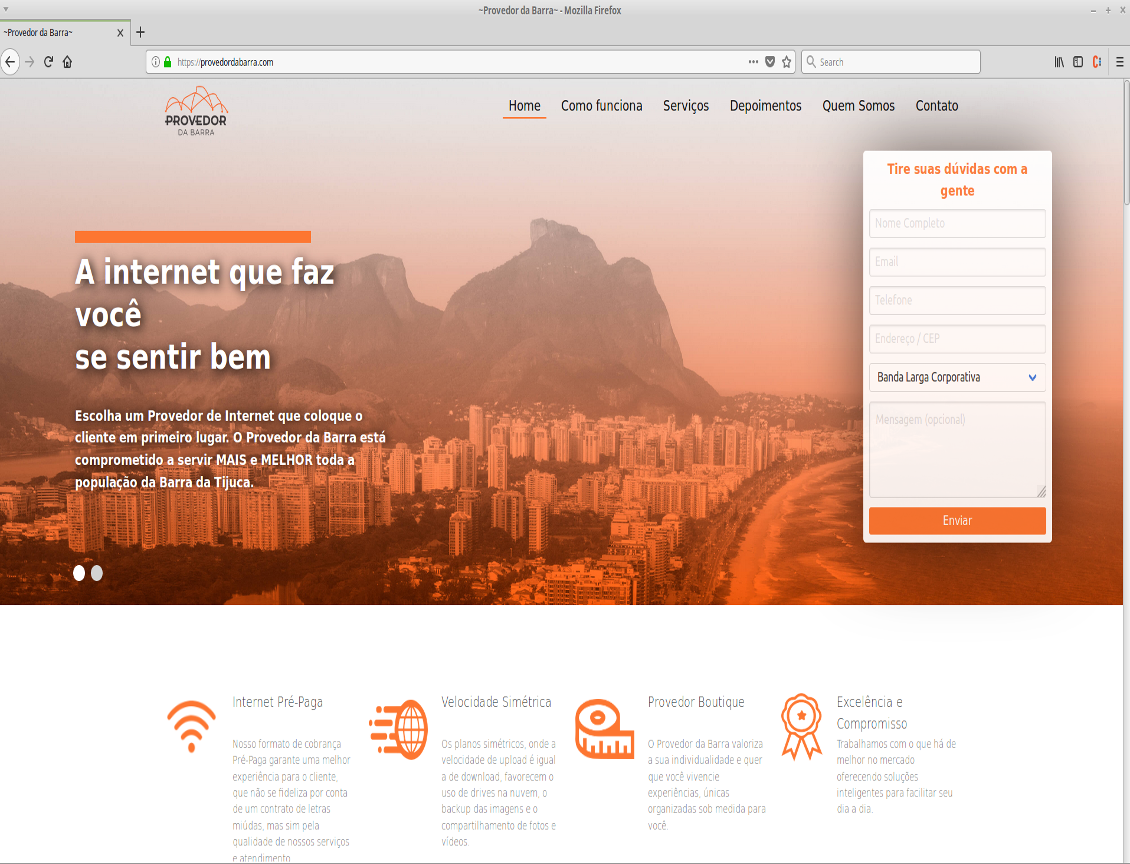 ~Provedor da Barra~ - Mozilla Firefox
~Provedor da Barra~
https://provedordabarra.com
Search
PROVEDOR
DA BARRA
Home
Como funciona
Serviços
Depoimentos
Quem Somos
Contato
A internet que faz
você
se sentir bem
Escolha um Provedor de Internet que coloque o
cliente em primeiro lugar. O Provedor da Barra está
comprometido a servir MAIS e MELHOR toda a
população da Barra da Tijuca.
Tire suas dúvidas com a
gente
Nome Completo
Email
Telefone
Endereço / CEP
Banda Larga Corporativa
Mensagem (opcional)
Enviar
Internet Pré-Paga
Nosso formato de cobrança
Pré-Paga garante uma melhor
experiência para o cliente,
que não se fideliza por conta
de um contrato de letras
miúdas, mas sim pela
qualidade de nossos serviços
e atendimento
Velocidade Simétrica
Os planos simétricos, onde a
velocidade de upload é igual
a de download, favorecem o
uso de drives na nuvem, o
backup das imagens e o
compartilhamento de fotos e
vídeos.
Provedor Boutique
O Provedor da Barra valoriza
a sua individualidade e quer
que você vivencie
experiências, únicas
organizadas sob medida para
você.
Excelência e
Compromisso
Trabalhamos com o que há de
melhor no mercado
oferecendo soluções
inteligentes para facilitar seu
dia a dia.